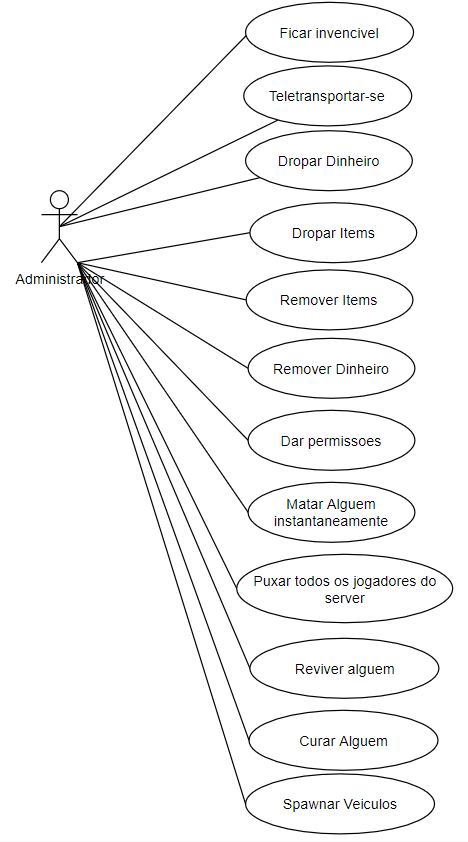 Ficar invencivel
Teletransportar-se
Dropar Dinheiro
Dropar Items
Administrador
Remover Items
Remover Dinheiro
Dar permissoes
Matar Alguem
instantaneamente
Puxar todos os jogadores do
server
Reviver alguem
Curar Alguem
Spawnar Veiculos